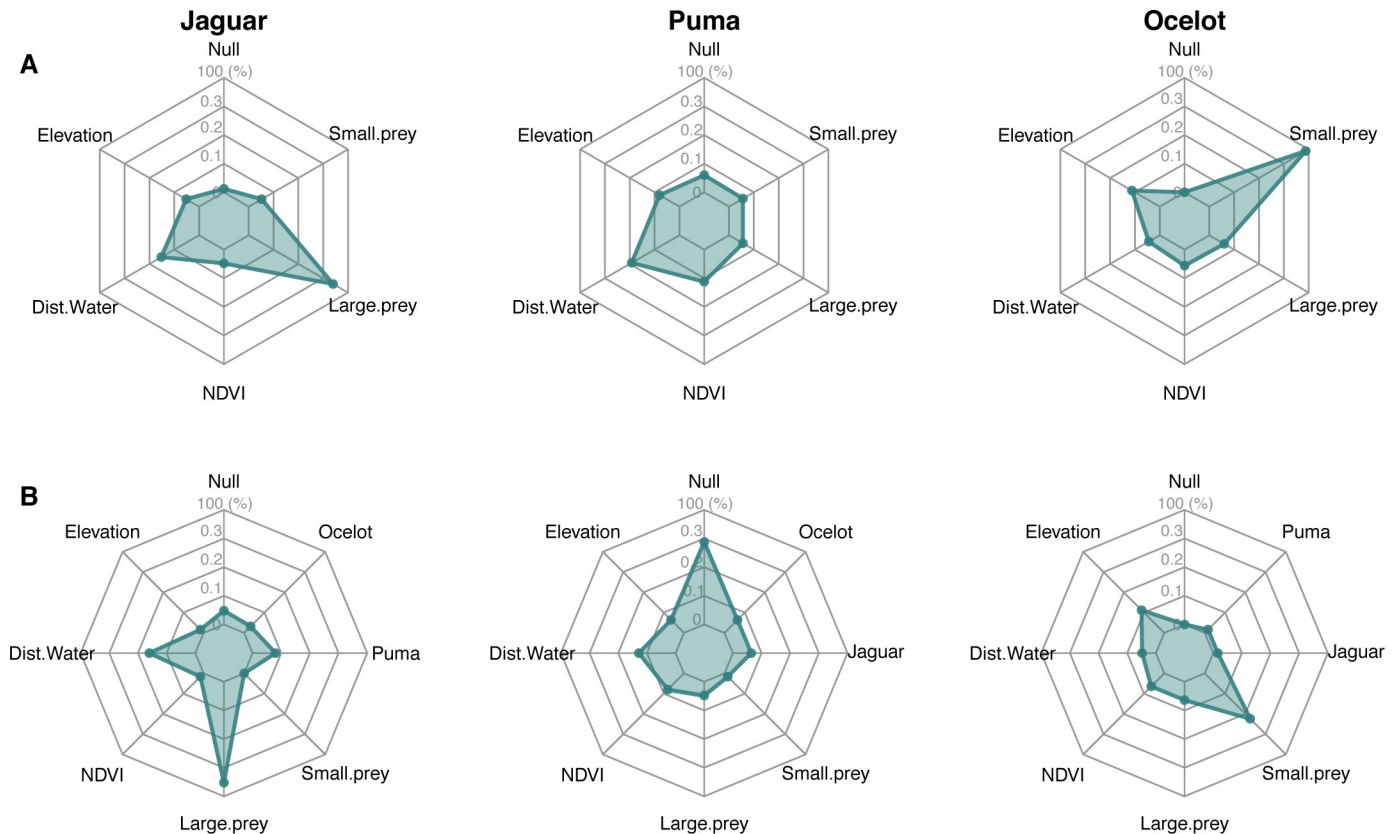 Jaguar Puma Ocelot
A
Null Null Null
100 (%) 100 (%) 100 (%)
0.3 0.3 0.3
Elevation Small.prey Elevation Small.prey Elevation Small.prey
0.2 0.2 0.2
0.1 0.1 0.1
0 0 0
Dist.Water Large.prey Dist.Water Large.prey Dist.Water Large.prey
NDVI NDVI NDVI
B
Null Null Null
100 (%) 100 (%) 100 (%)
Elevation 0.3 Ocelot Elevation 0.3 Ocelot Elevation 0.3 Puma
0.2 0.2 0.2
0.1 0.1 0.1
0 0 0
Dist.Water Puma Dist.Water Jaguar Dist.Water Jaguar
NDVI Small.prey NDVI Small.prey NDVI Small.prey
Large.prey Large.prey Large.prey